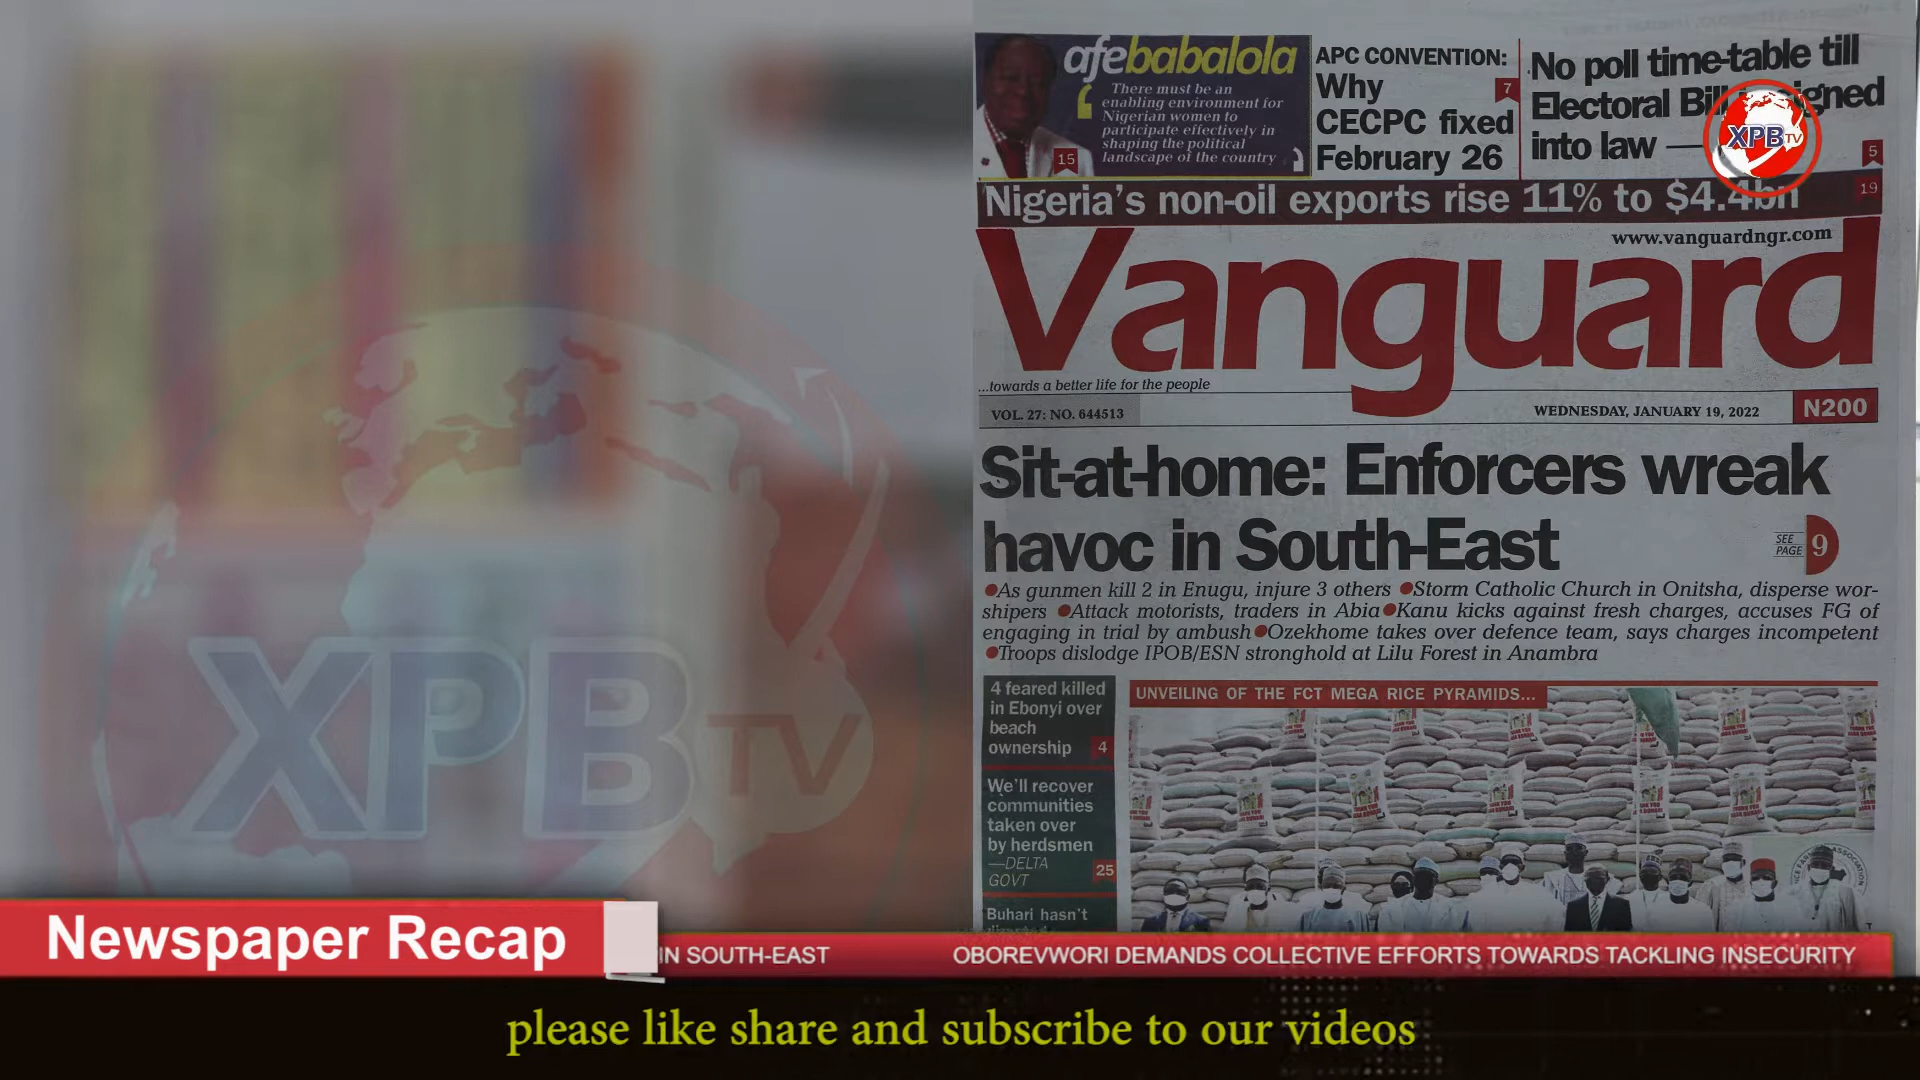 afebabalola
There must be an
enabling environment for
Nigerian women to
participate effectively in
shaping the political
landscape of the country
15
APC CONVENTION:
Why
CECPC fixed
February 26
7
No poll time-table till
Electoral Bill signed
into law —
5
Nigeria's non-oil exports rise 11% to $4.4bn
19
XPB TV
www.vanguardngr.com
Vanguard
...towards a better life for the people
VOL. 27: NO. 644513
WEDNESDAY, JANUARY 19, 2022
N200
Sit-at-home: Enforcers wreak
havoc in South-East
SEE
PAGE 9
●As gunmen kill 2 in Enugu, injure 3 others ●Storm Catholic Church in Onitsha, disperse wor-
shipers ●Attack motorists, traders in Abia●Kanu kicks against fresh charges, accuses FG of
engaging in trial by ambush●Ozekhome takes over defence team, says charges incompetent
●Troops dislodge IPOB/ESN stronghold at Lilu Forest in Anambra
4 feared killed
in Ebonyi over
beach
ownership
4
We'll recover
communities
taken over
by herdsmen
—DELTA
GOVT
25
Buhari hasn't
UNVEILING OF THE FCT MEGA RICE PYRAMIDS...
XPB TV
Newspaper Recap
IN SOUTH-EAST
OBOREVWORI DEMANDS COLLECTIVE EFFORTS TOWARDS TACKLING INSECURITY
please like share and subscribe to our videos